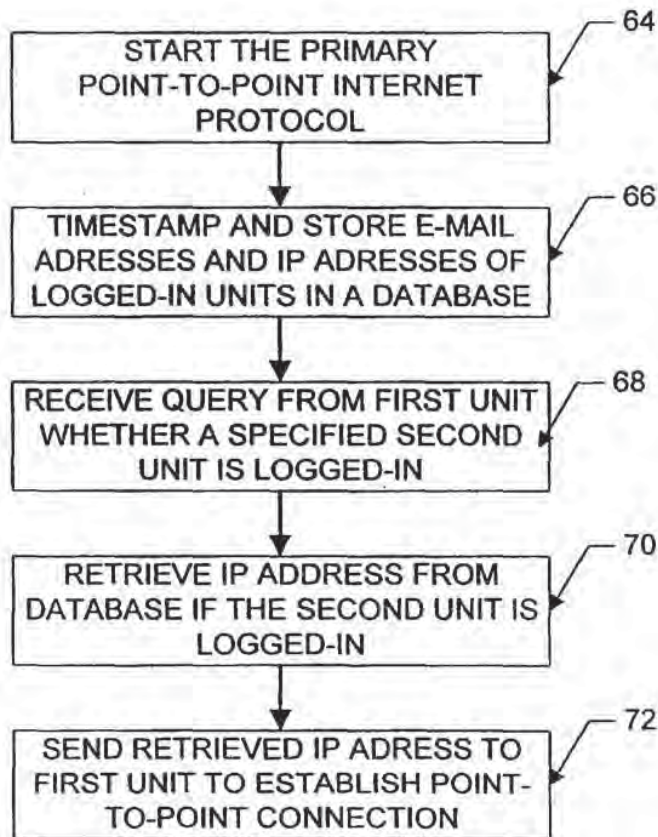 64
START THE PRIMARY
POINT-TO-POINT INTERNET
PROTOCOL
66
TIMESTAMP AND STORE E-MAIL
ADRESSES AND IP ADRESSES OF
LOGGED-IN UNITS IN A DATABASE
68
RECEIVE QUERY FROM FIRST UNIT
WHETHER A SPECIFIED SECOND
UNIT IS LOGGED-IN
70
RETRIEVE IP ADDRESS FROM
DATABASE IF THE SECOND UNIT IS
LOGGED-IN
72
SEND RETRIEVED IP ADRESS TO
FIRST UNIT TO ESTABLISH POINT-
TO-POINT CONNECTION